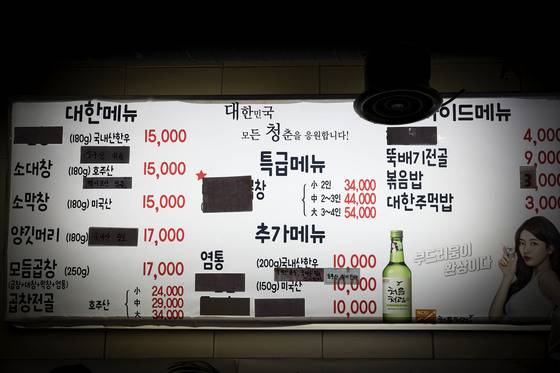 대한메뉴
(180g) 국내산한우 15,000
소대창 (180g) 호주산 15,000
소막창 (180g) 미국산 15,000
양깃머리 (180g) 17,000
모듬곱창 (250g) 17,000
(곱창+대창+막창+염통)
곱창전골 호주산
小 24,000
中 29,000
大 34,000
대한민국
모든 청춘을 응원합니다!
특급메뉴
창
小 2인 34,000
中 2~3인 44,000
大 3~4인 54,000
추가메뉴
염통 (200g)국내산한우 10,000
10,000
(150g) 미국산 10,000
이드메뉴
4,000
뚝배기전골 9,000
볶음밥 3,000
대한주먹밥 3,000
부드러움이
완성이다
처음처럼